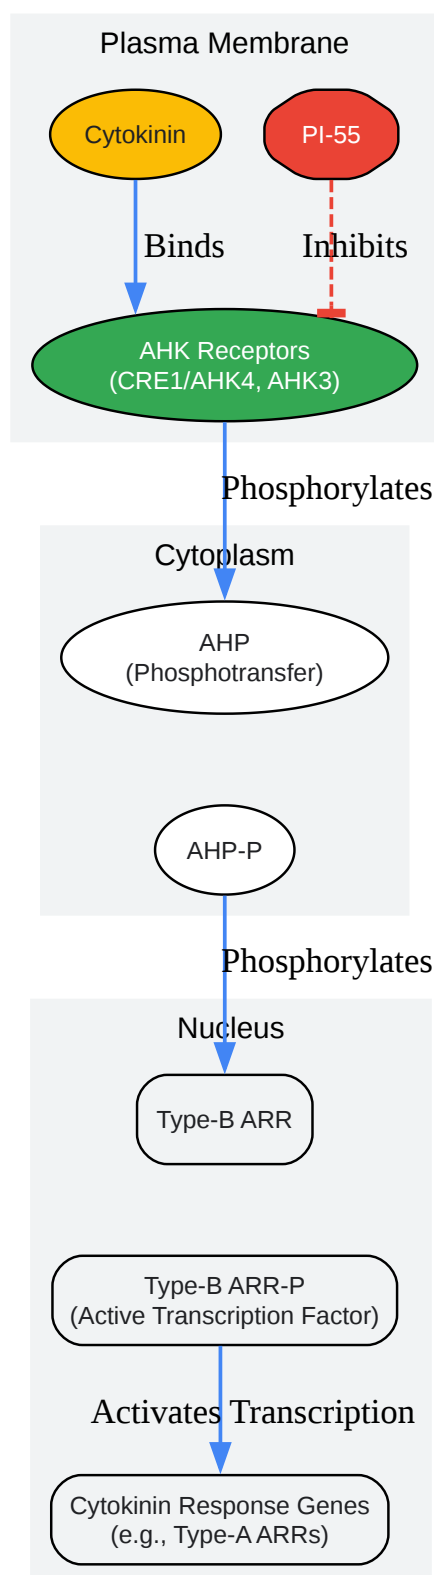 Plasma Membrane
Cytokinin
PI-55
Binds
Inhibits
AHK Receptors
(CRE1/AHK4, AHK3)
Phosphorylates
Cytoplasm
AHP
(Phosphotransfer)
AHP-P
Phosphorylates
Nucleus
Type-B ARR
Type-B ARR-P
(Active Transcription Factor)
Activates Transcription
Cytokinin Response Genes
(e.g., Type-A ARRs)